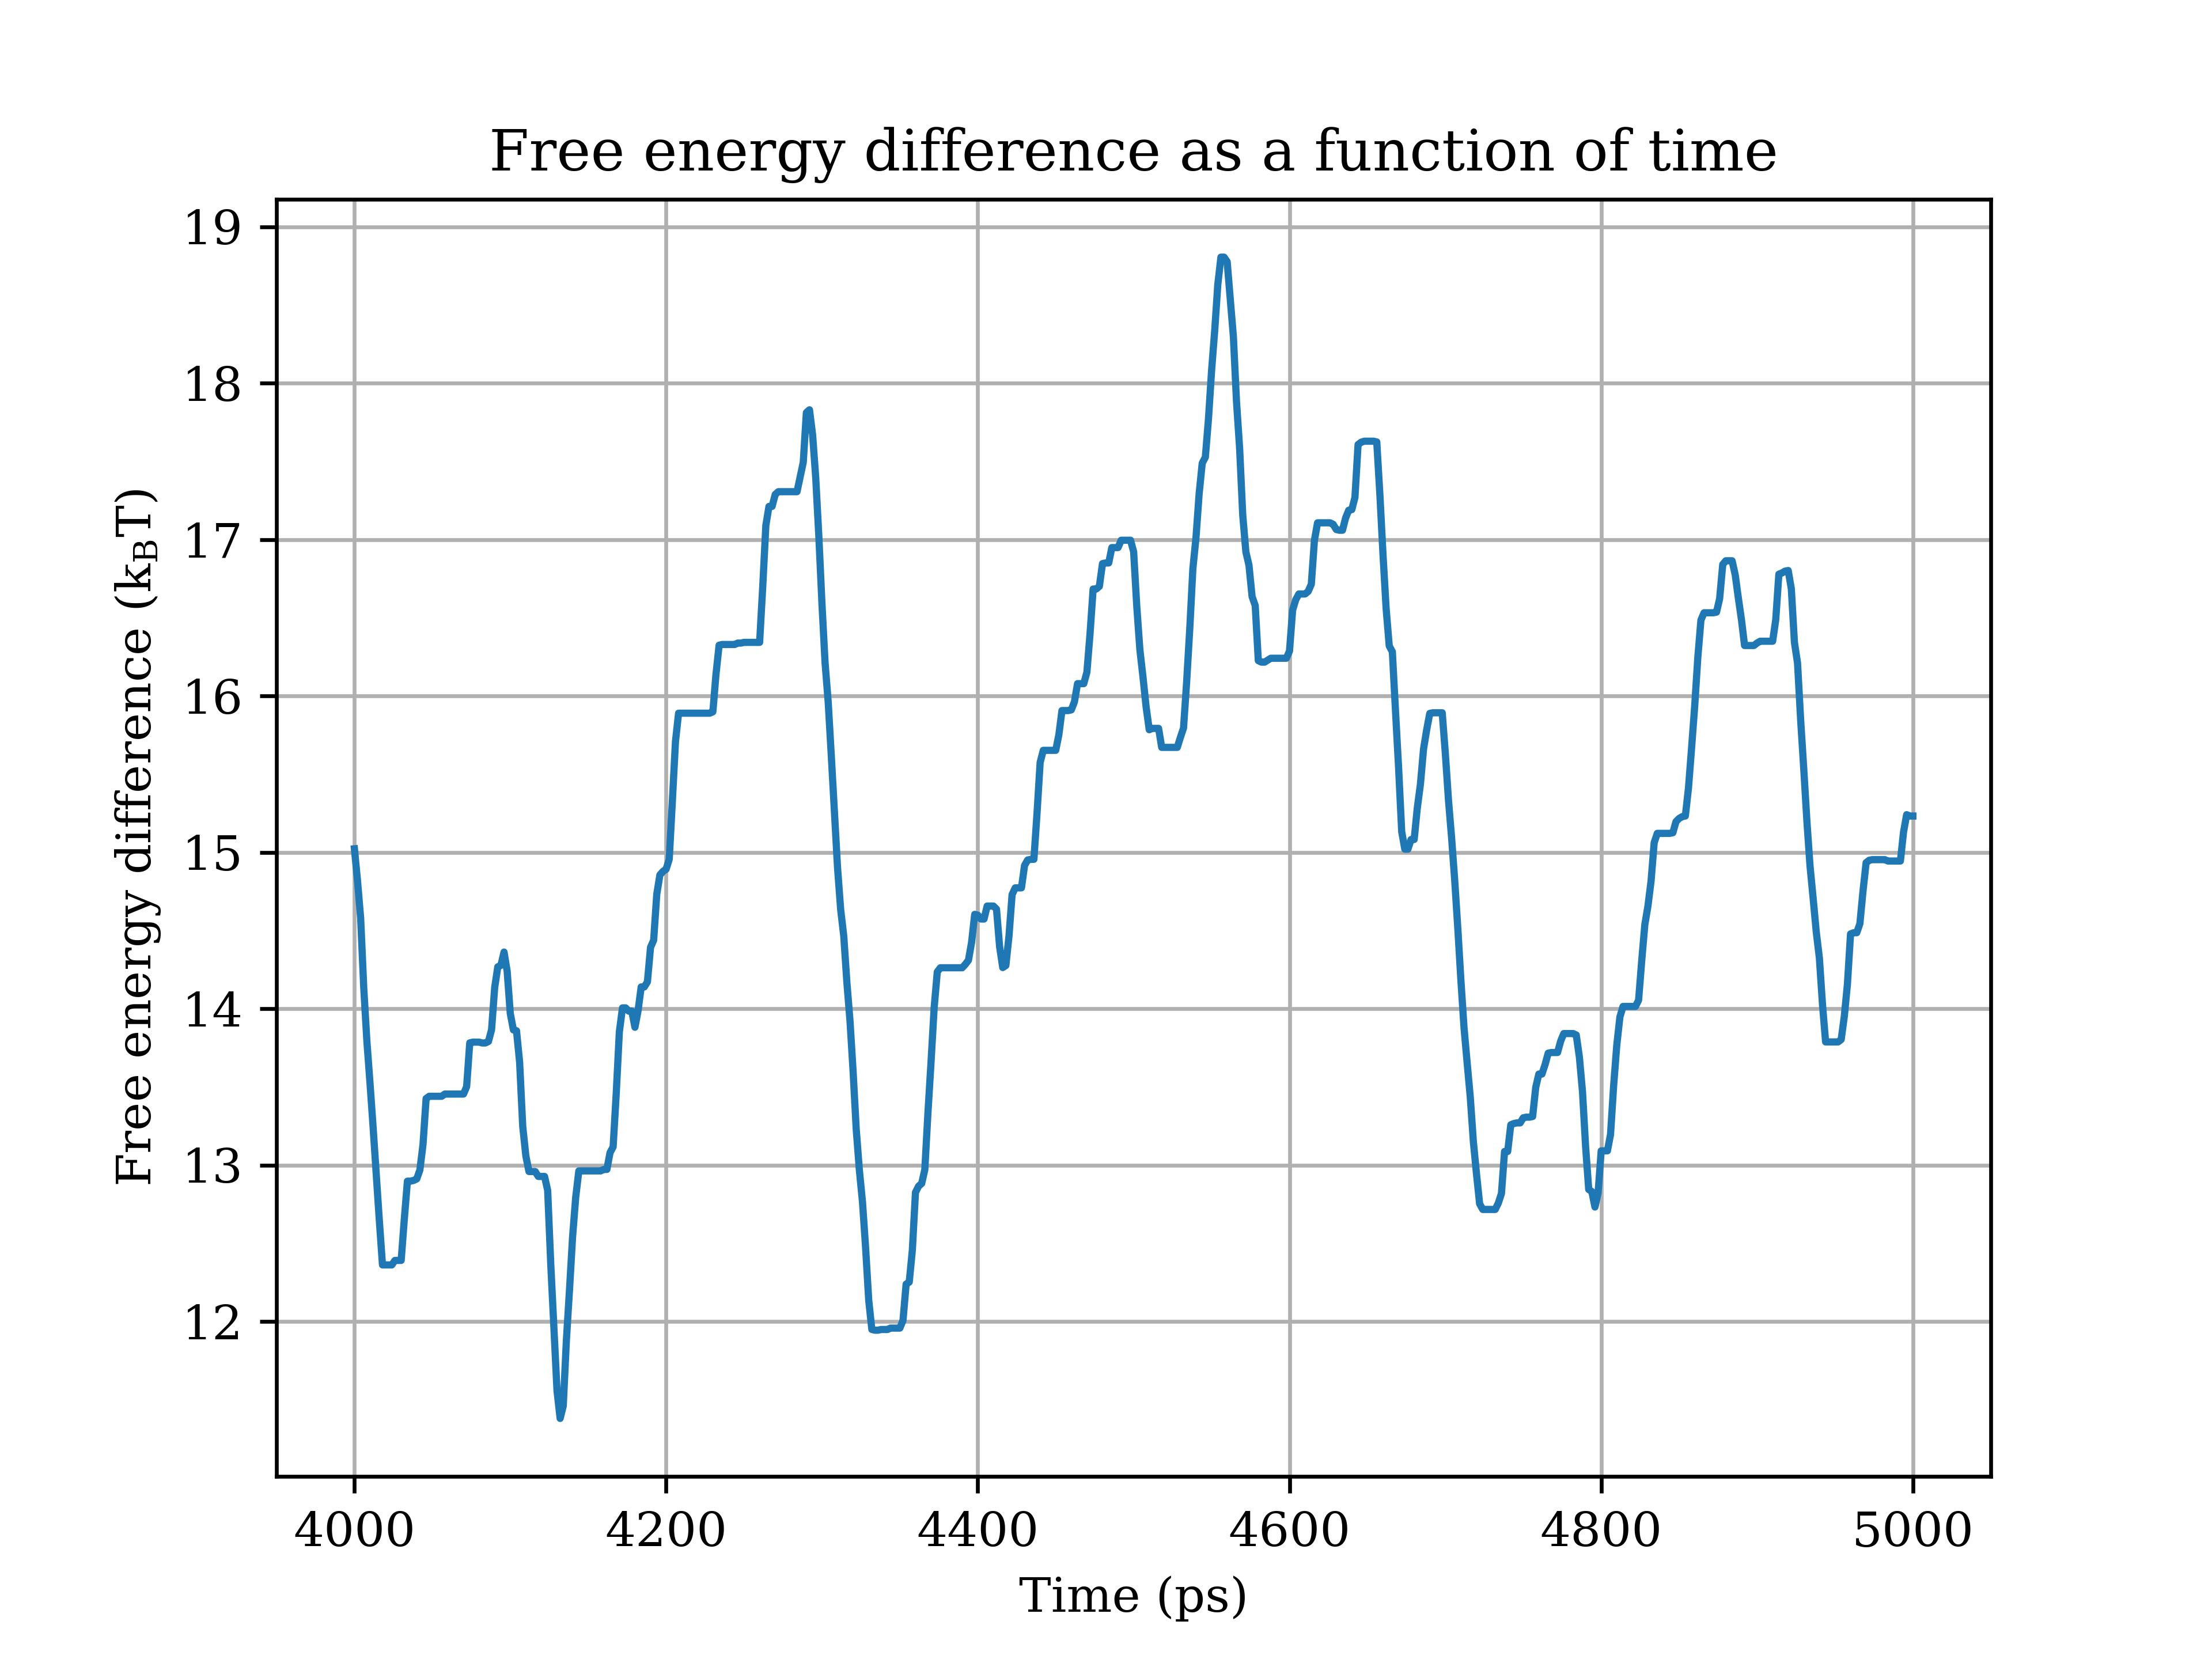 Free energy difference as a function of time
Free energy difference (kBT)
19
18
17
16
15
14
13
12
4000 4200 4400 4600 4800 5000
Time (ps)